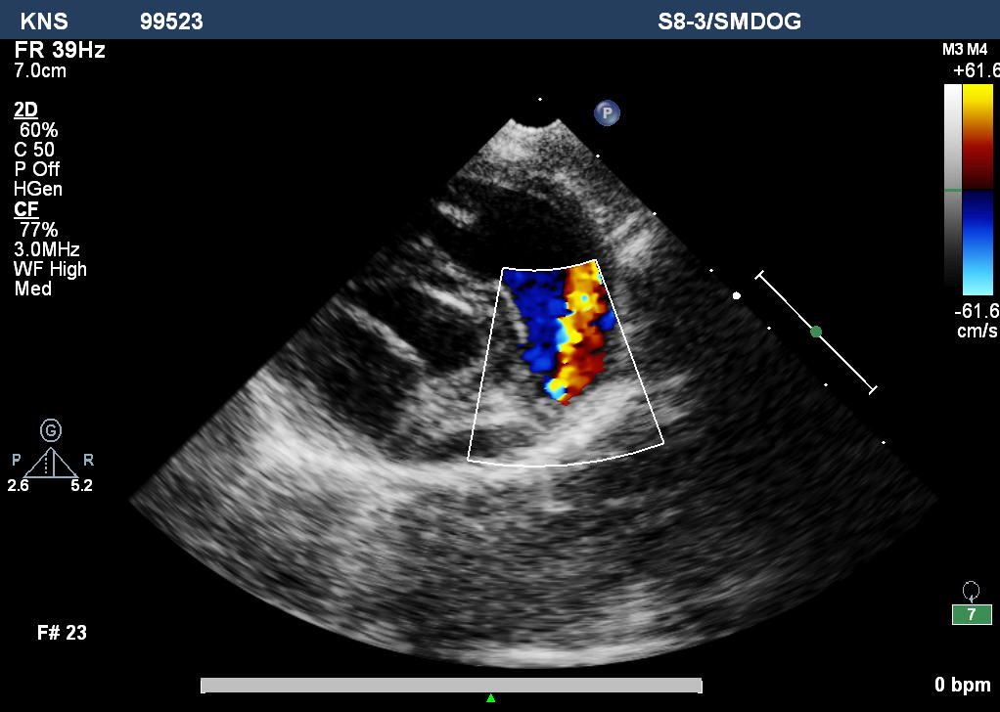 KNS 99523 S8-3/SMDOG
FR 39Hz
7.0cm
2D
60%
C 50
P Off
HGen
CF
77%
3.0MHz
WF High
Med
P
M3 M4
+61.6
-61.6
cm/s
G
P R
2.6 5.2
7
F# 23
0 bpm